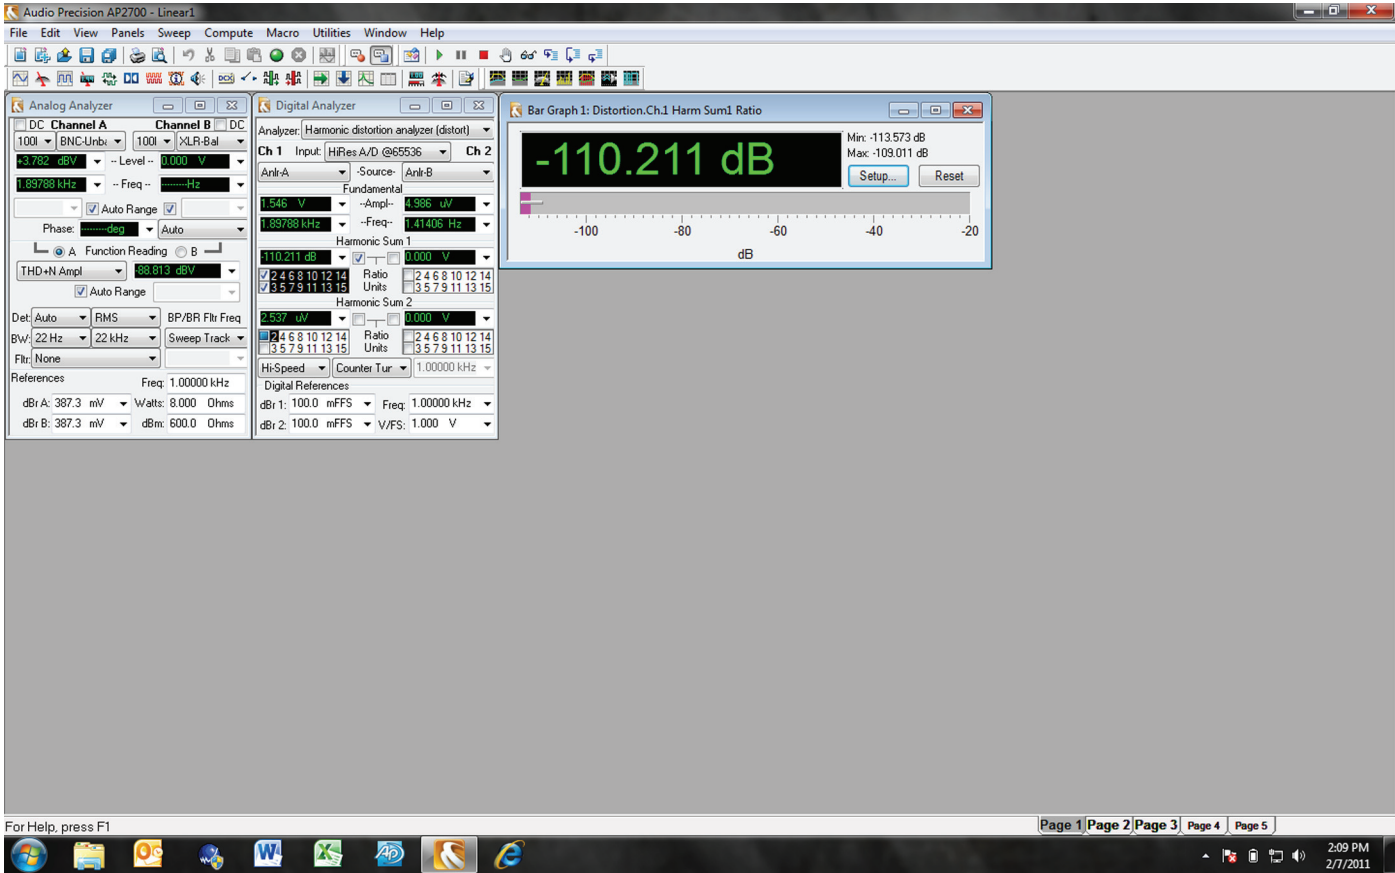 Audio Precision AP2700 - Linear1
File Edit View Panels Sweep Compute Macro Utilities Window Help
Analog Analyzer
DC Channel A Channel B DC
100l BNC-Unba 100l XLR-Bal
+3.782 dBV -- Level -- 0.000 V
1.89788 kHz -- Freq -- --------Hz
Auto Range
Phase: --------deg Auto
A Function Reading B
THD+N Ampl -88.813 dBV
Auto Range
Det: Auto RMS BP/BR Fltr Freq
BW: 22 Hz 22 kHz Sweep Track
Fltr: None
References Freq: 1.00000 kHz
dBr A: 387.3 mV Watts: 8.000 Ohms
dBr B: 387.3 mV dBm: 600.0 Ohms
Digital Analyzer
Analyzer: Harmonic distortion analyzer (distort)
Ch 1 Input: HiRes A/D @65536 Ch 2
Anlr-A -Source- Anlr-B
Fundamental
1.546 V --Ampl-- 4.986 uV
1.89788 kHz --Freq-- 1.41406 Hz
Harmonic Sum 1
-110.211 dB 0.000 V
2 4 6 8 10 12 14 Ratio 2 4 6 8 10 12 14
3 5 7 9 11 13 15 Units 3 5 7 9 11 13 15
Harmonic Sum 2
2.537 uV 0.000 V
2 4 6 8 10 12 14 Ratio 2 4 6 8 10 12 14
3 5 7 9 11 13 15 Units 3 5 7 9 11 13 15
Hi-Speed Counter Tur 1.00000 kHz
Digital References
dBr 1: 100.0 mFFS Freq: 1.00000 kHz
dBr 2: 100.0 mFFS V/FS: 1.000 V
Bar Graph 1: Distortion.Ch.1 Harm Sum1 Ratio
-110.211 dB
Min: -113.573 dB
Max: -109.011 dB
Setup... Reset
-100 -80 -60 -40 -20
dB
For Help, press F1
Page 1 Page 2 Page 3 Page 4 Page 5
2:09 PM
2/7/2011